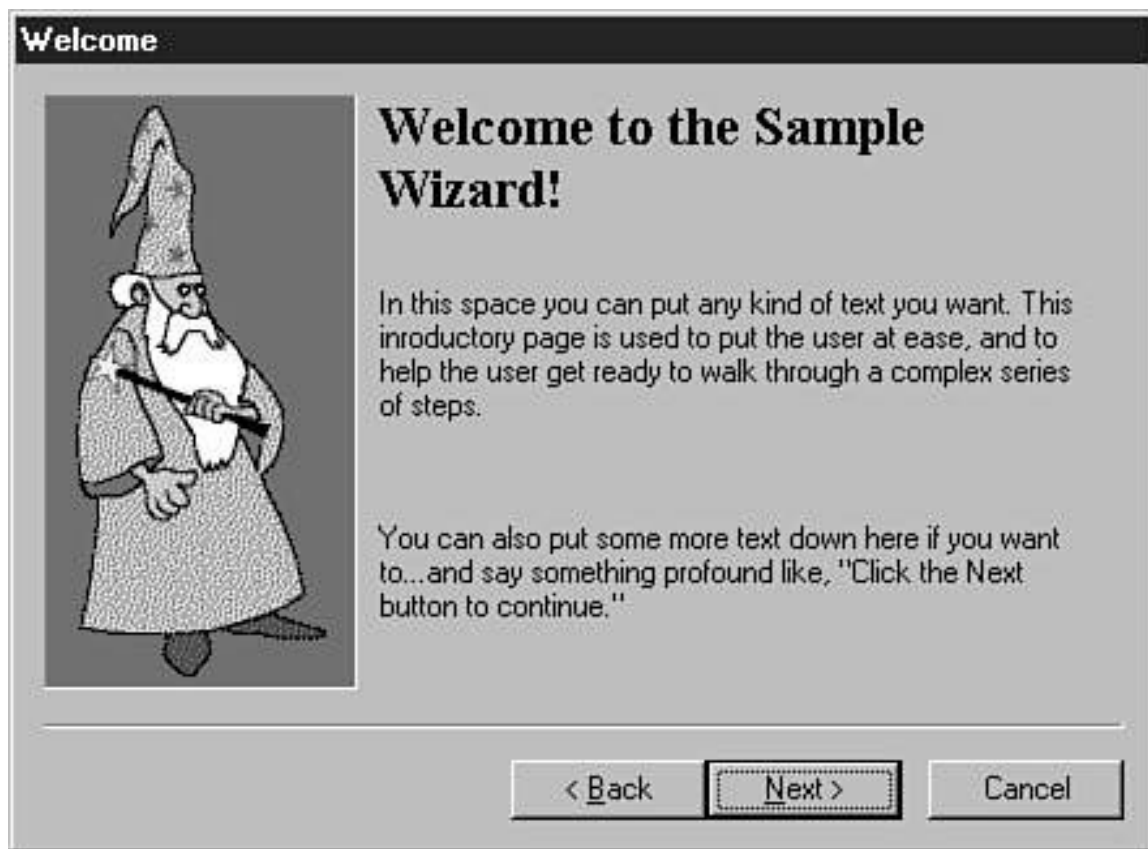 Welcome
Welcome to the Sample
Wizard!
In this space you can put any kind of text you want. This
inroductory page is used to put the user at ease, and to
help the user get ready to walk through a complex series
of steps.
You can also put some more text down here if you want
to...and say something profound like, "Click the Next
button to continue."
< Back
Next >
Cancel